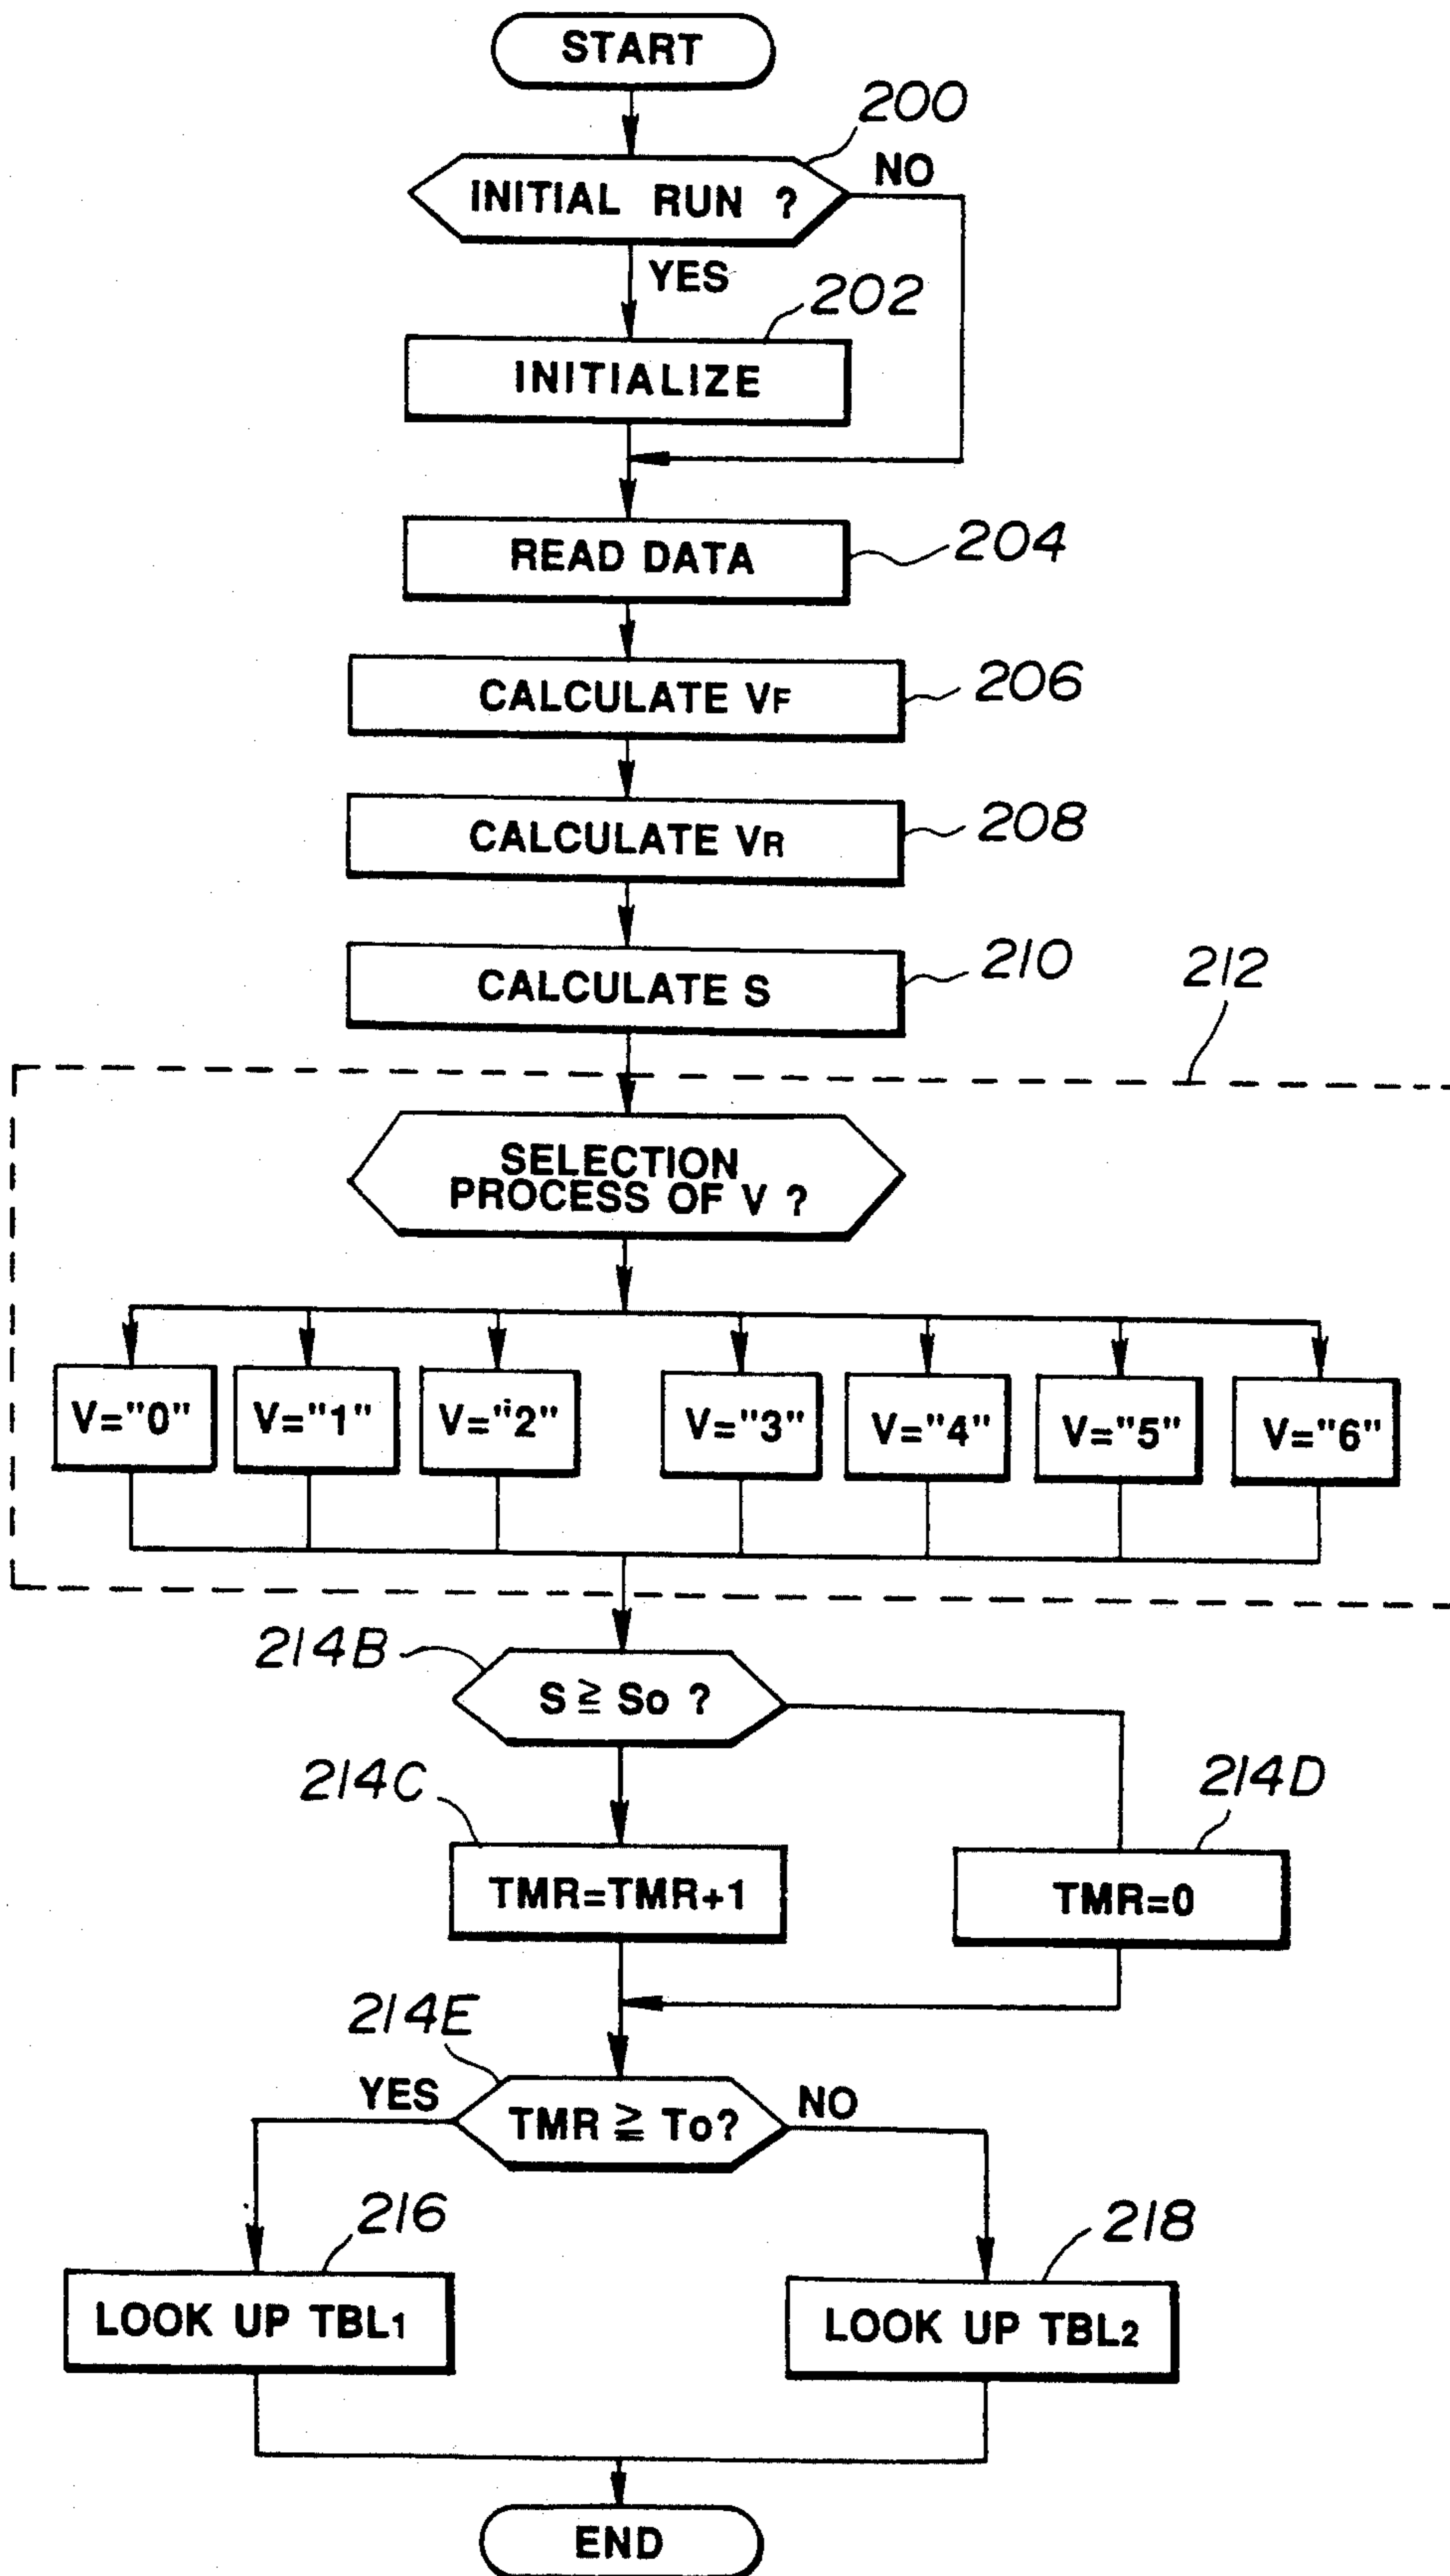 START
200
INITIAL RUN ?
NO
YES
202
INITIALIZE
READ DATA
204
CALCULATE VF
206
CALCULATE VR
208
CALCULATE S
210
212
SELECTION
PROCESS OF V ?
V="0"
V="1"
V="2"
V="3"
V="4"
V="5"
V="6"
214B
S ≧ So ?
214C
214D
TMR=TMR+1
TMR=0
214E
YES
TMR ≧ To?
NO
216
218
LOOK UP TBL1
LOOK UP TBL2
END